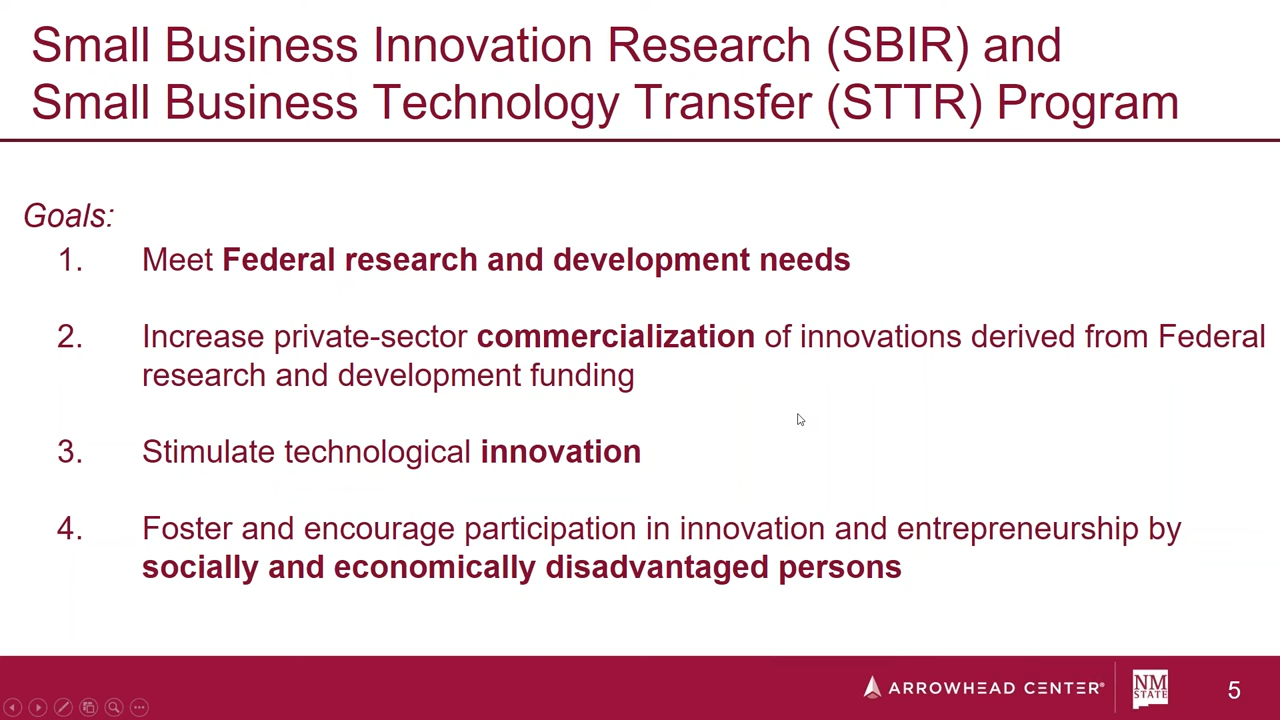 Small Business Innovation Research (SBIR) and
Small Business Technology Transfer (STTR) Program
Goals:
1. Meet Federal research and development needs
2. Increase private-sector commercialization of innovations derived from Federal
research and development funding
3. Stimulate technological innovation
4. Foster and encourage participation in innovation and entrepreneurship by
socially and economically disadvantaged persons
ARROWHEAD CENTER®
NM
STATE
5